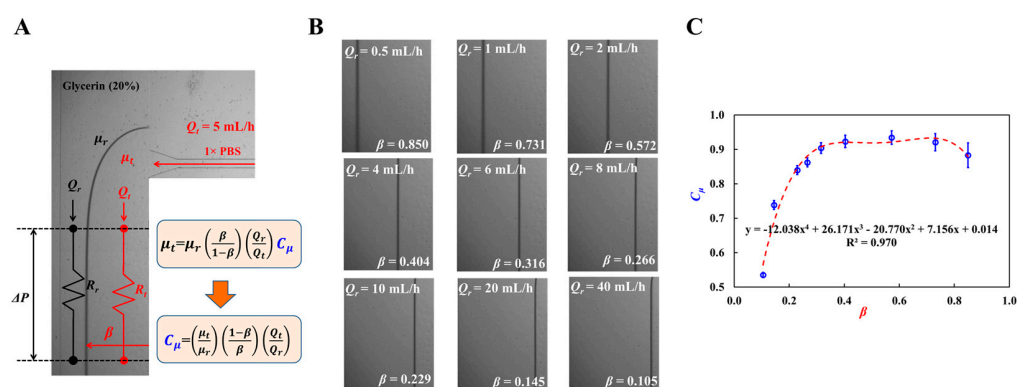 A
Glycerin (20%)
μr
Qt = 5 mL/h
μt
1× PBS
Qr
Qt
ΔP
Rr
Rt
β
μt=μr (β/1-β) (Qr/Qt) Cμ
Cμ=(μt/μr) (1-β/β) (Qt/Qr)
B
Qr = 0.5 mL/h
β = 0.850
Qr = 1 mL/h
β = 0.731
Qr = 2 mL/h
β = 0.572
Qr = 4 mL/h
β = 0.404
Qr = 6 mL/h
β = 0.316
Qr = 8 mL/h
β = 0.266
Qr = 10 mL/h
β = 0.229
Qr = 20 mL/h
β = 0.145
Qr = 40 mL/h
β = 0.105
C
1.0
0.9
0.8
0.7
0.6
0.5
Cμ
y = -12.038x⁴ + 26.171x³ - 20.770x² + 7.156x + 0.014
R² = 0.970
0.0 0.2 0.4 0.6 0.8 1.0
β